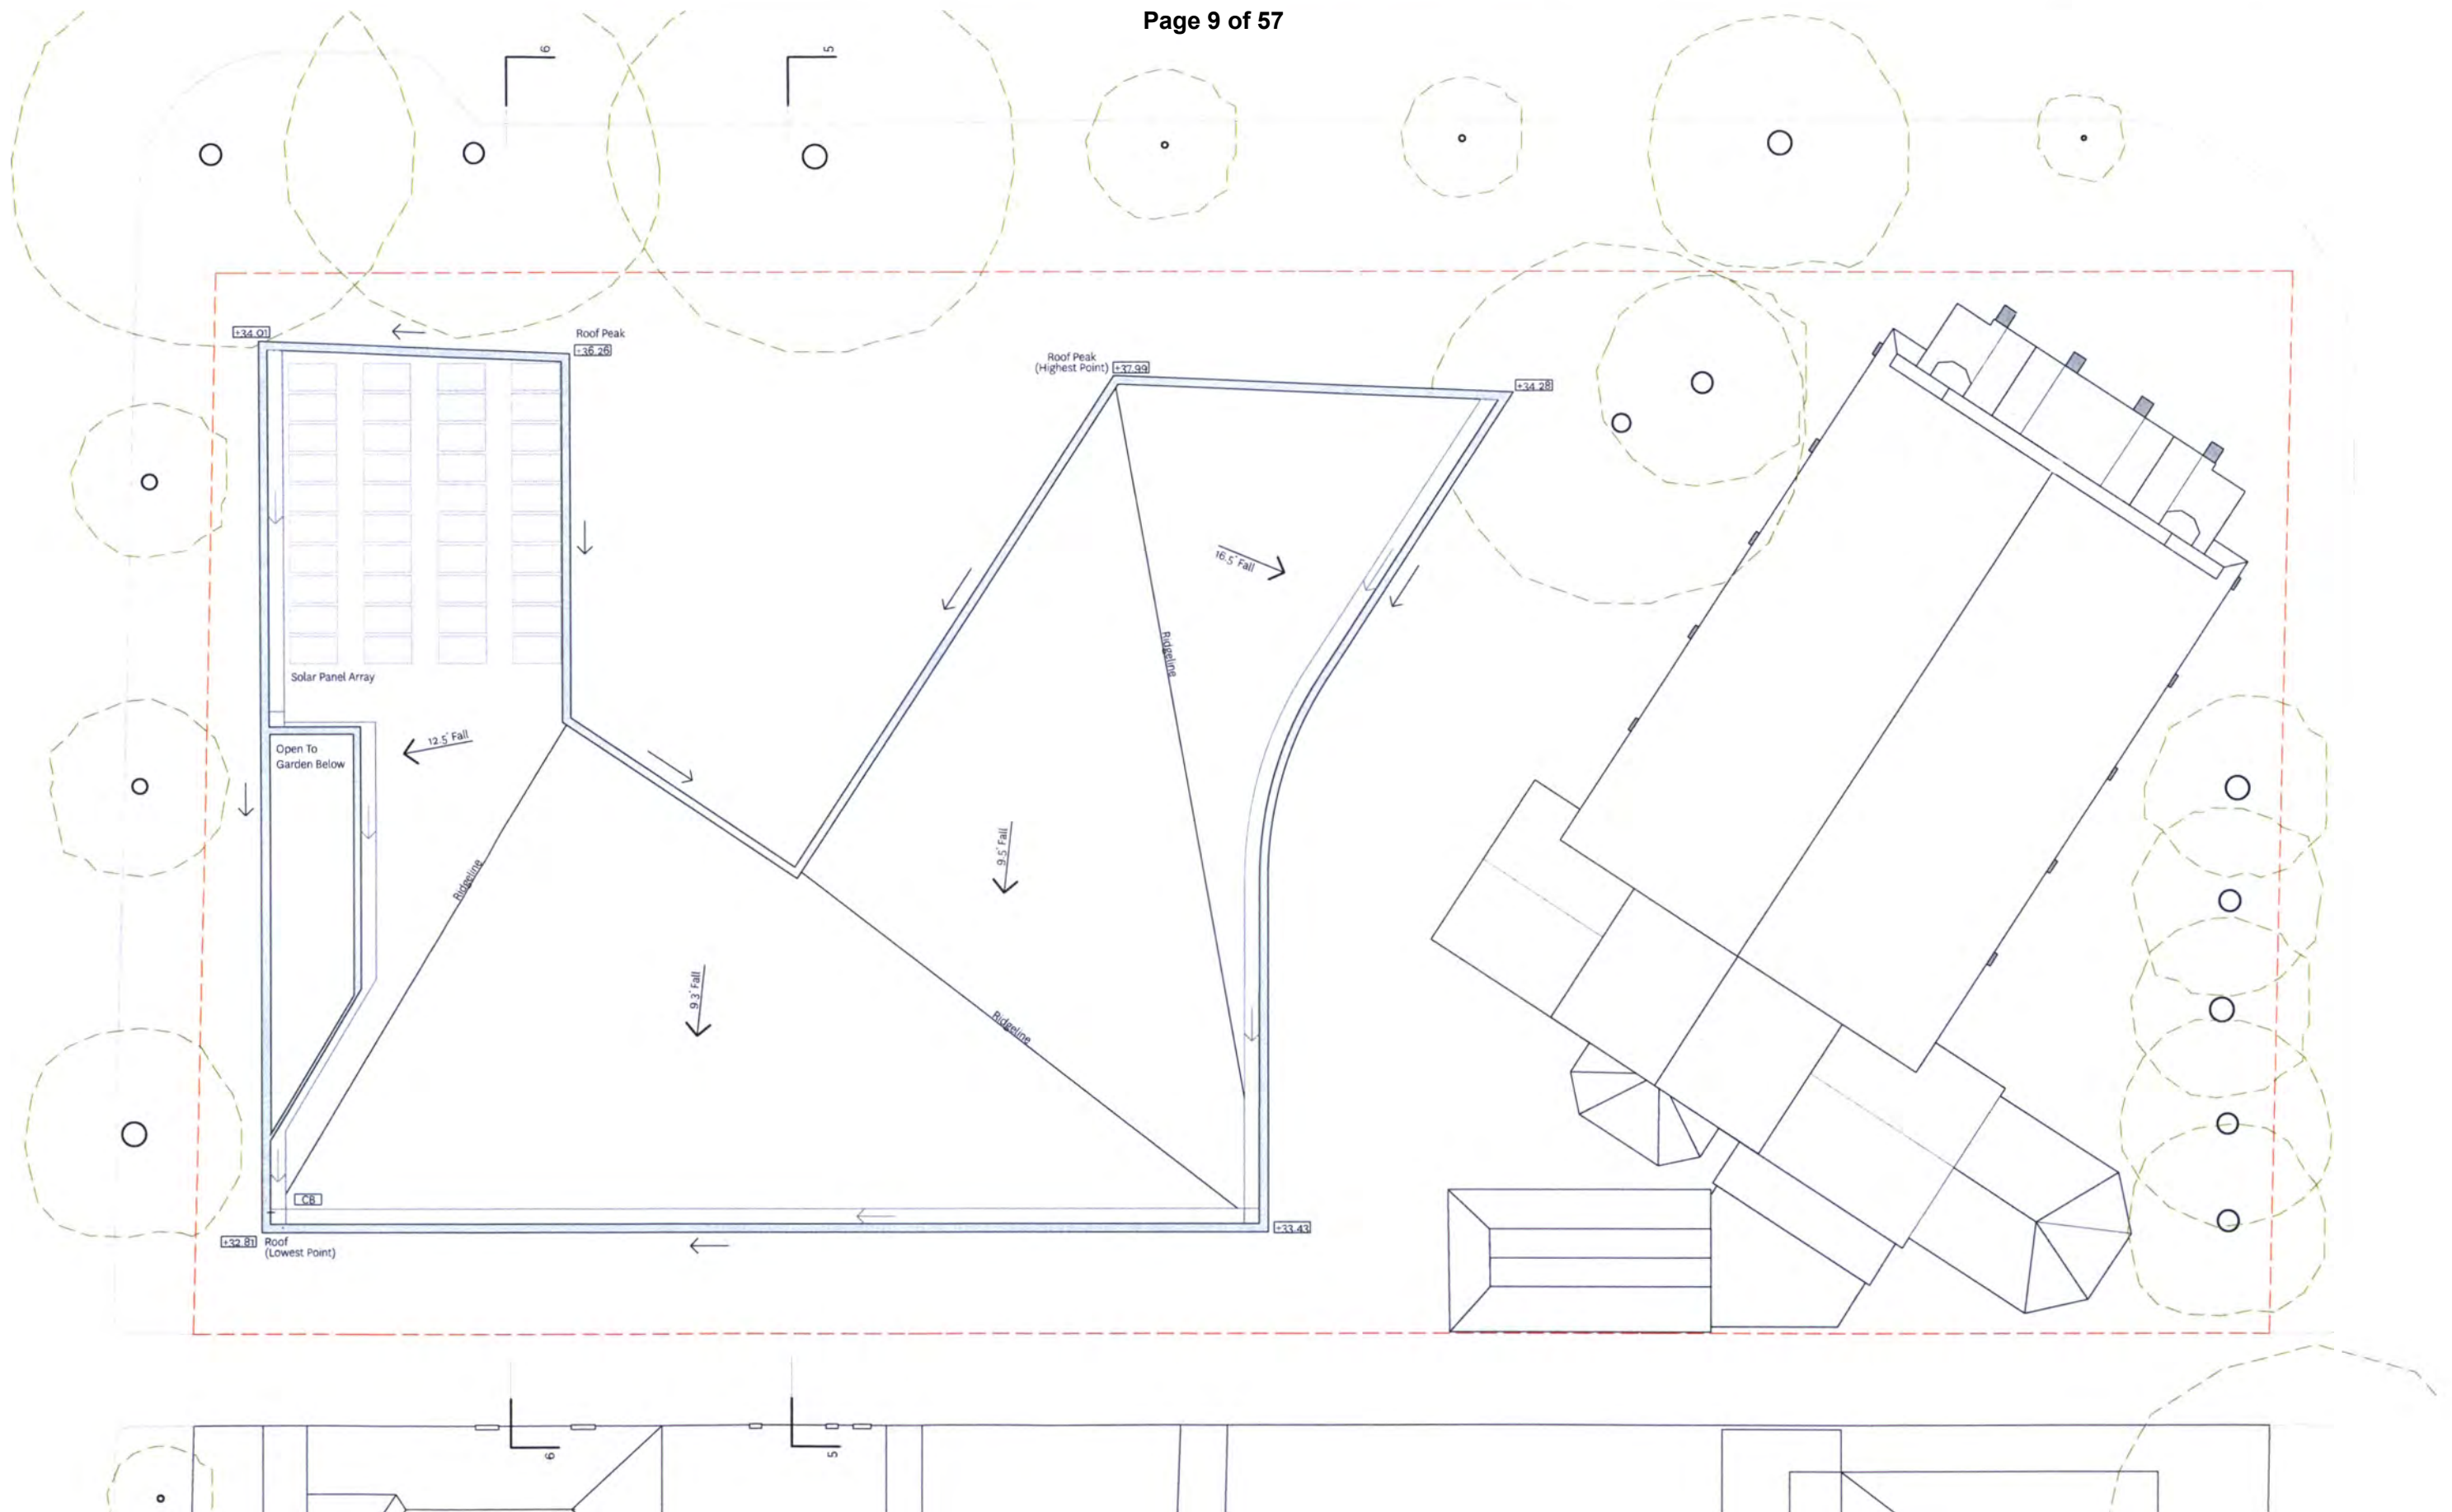 Page 9 of 57
6
5
+34.01
Roof Peak
+36.26
Roof Peak
(Highest Point)
+37.99
+34.28
16.5° Fall
Ridgeline
Solar Panel Array
Open To
Garden Below
12.5° Fall
9.5° Fall
Ridgeline
9.3° Fall
Ridgeline
CB
+32.81
Roof
(Lowest Point)
+33.43
6
5